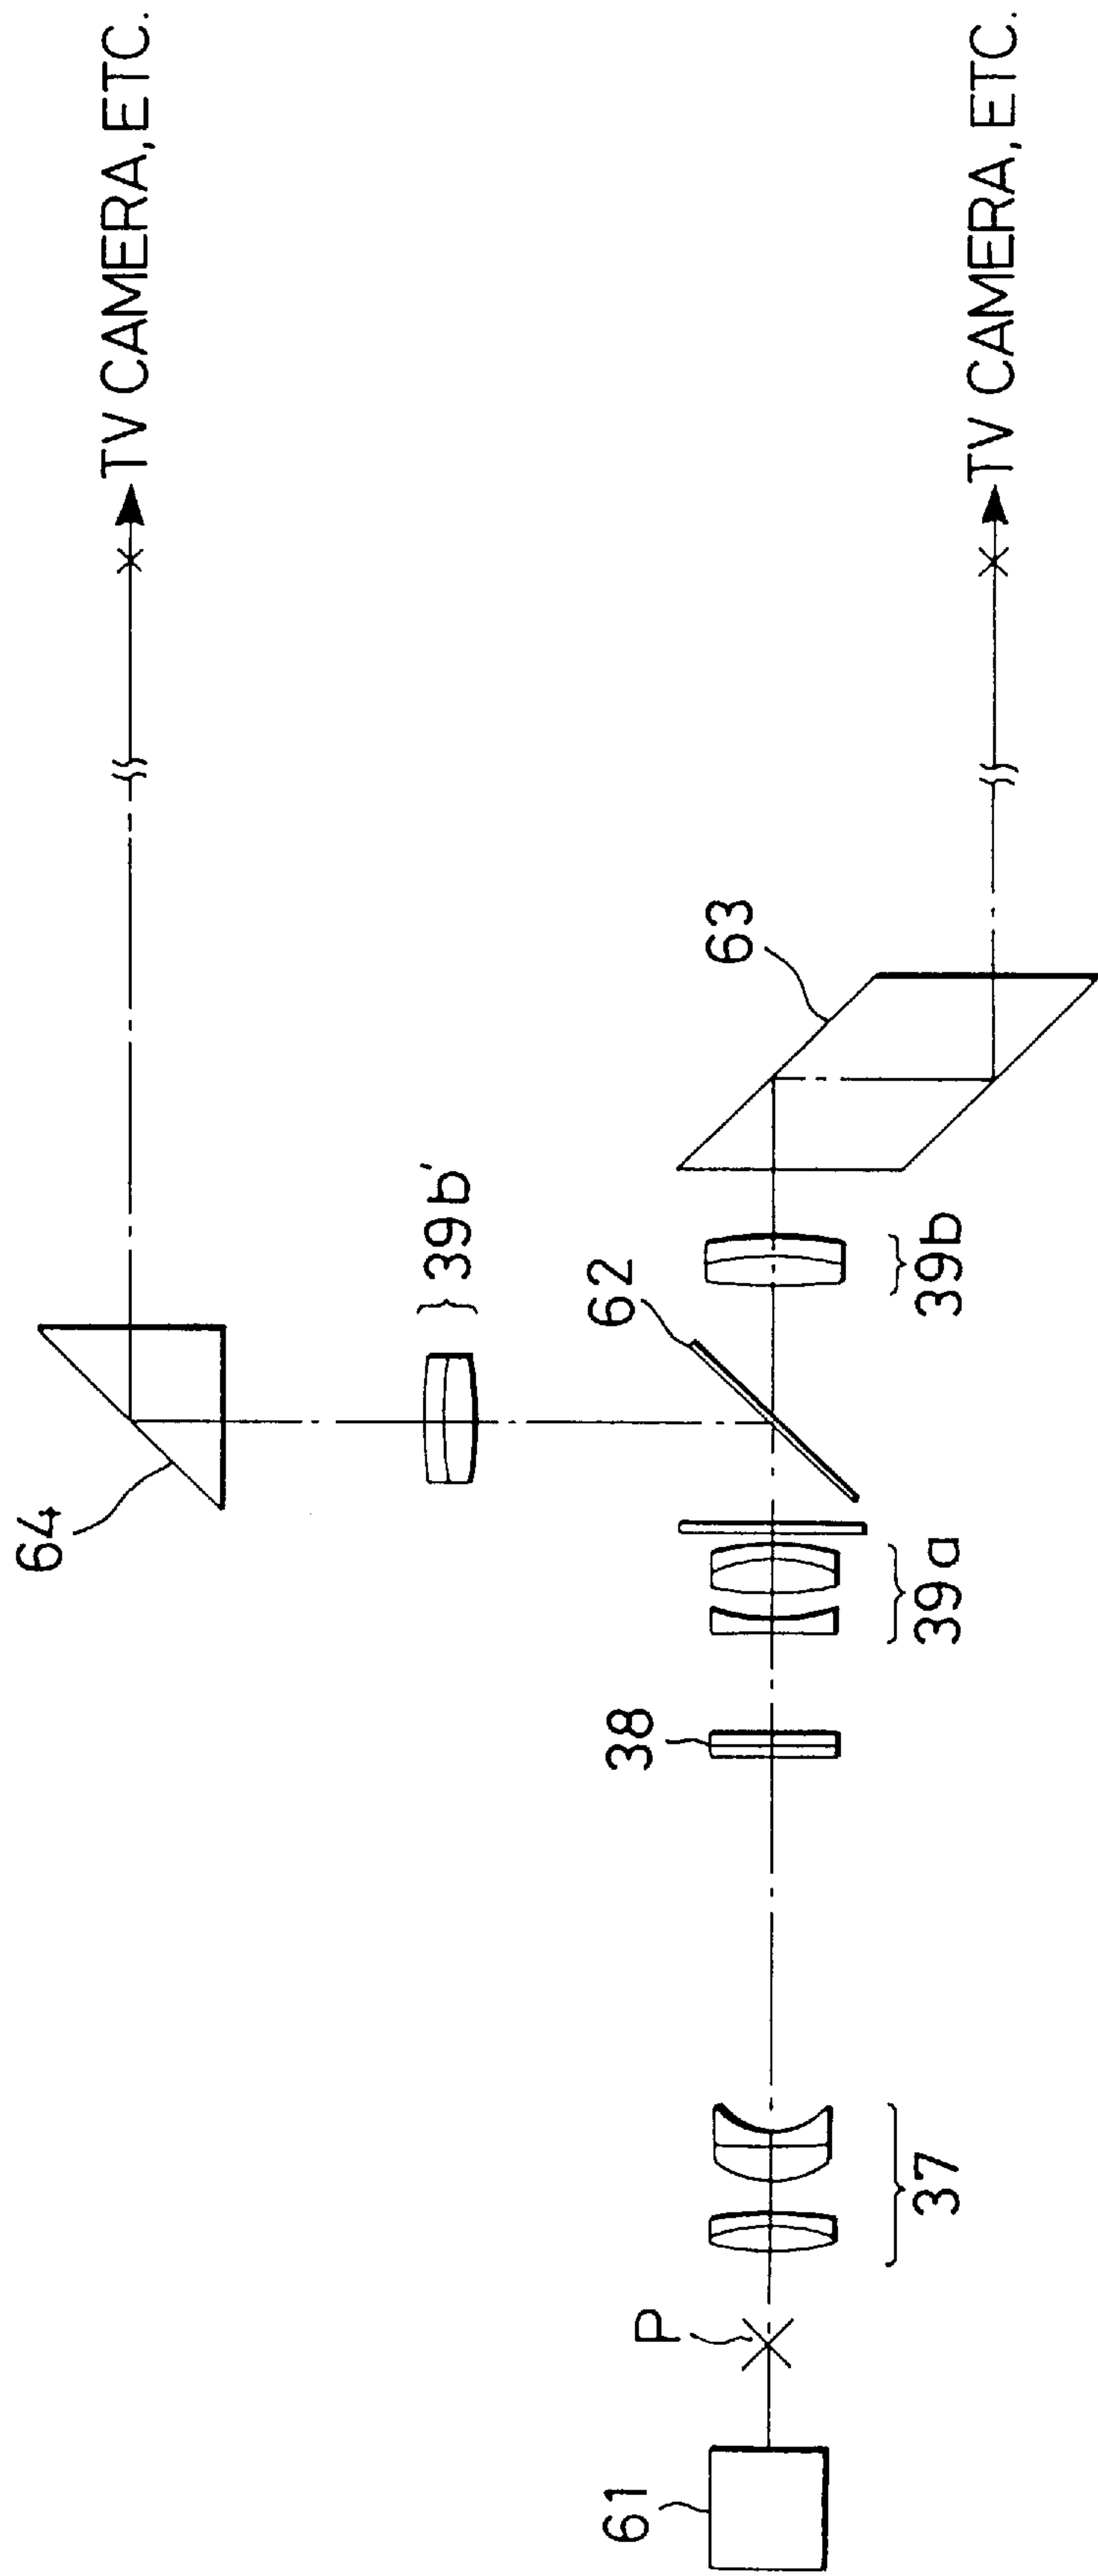 TV CAMERA, ETC.
64
39b'
TV CAMERA, ETC.
63
62
39b
38
39a
P
37
61